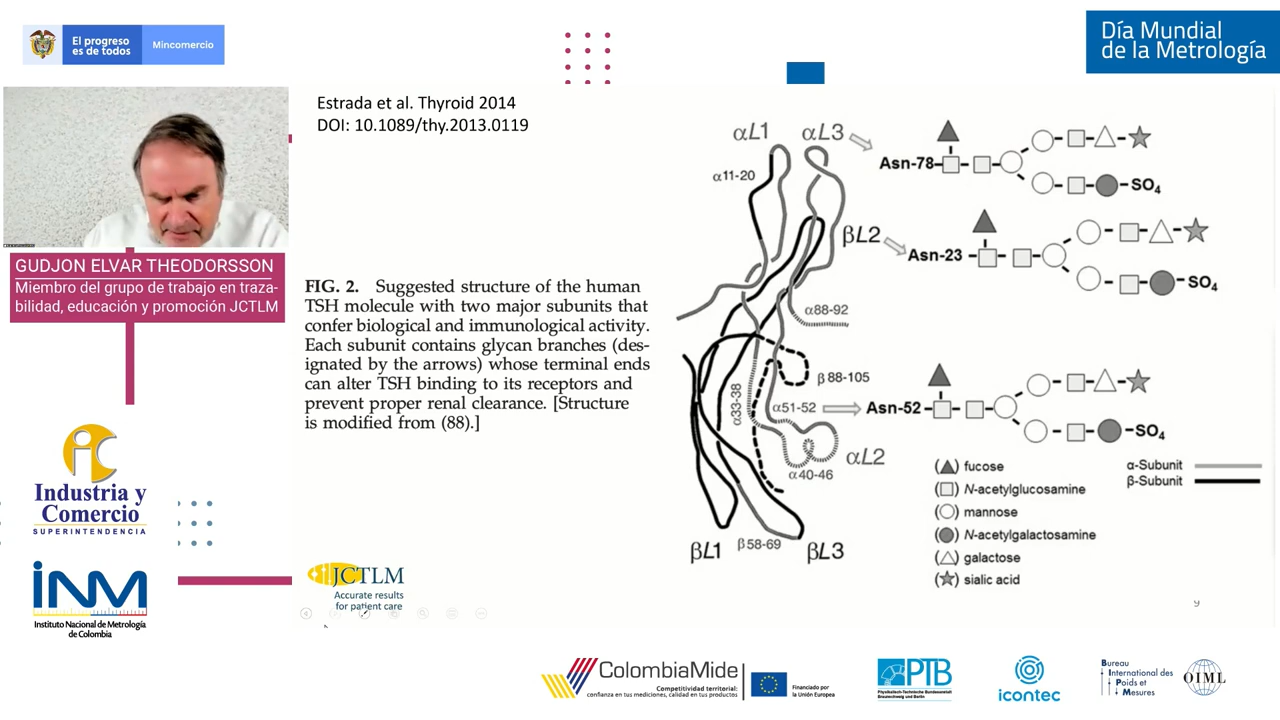 El progreso
es de todos
Mincomercio
Día Mundial
de la Metrología
GUDJON ELVAR THEODORSSON
Miembro del grupo de trabajo en traza-
bilidad, educación y promoción JCTLM
Industria y
Comercio
SUPERINTENDENCIA
INM
Instituto Nacional de Metrología
de Colombia
Estrada et al. Thyroid 2014
DOI: 10.1089/thy.2013.0119
FIG. 2. Suggested structure of the human
TSH molecule with two major subunits that
confer biological and immunological activity.
Each subunit contains glycan branches (des-
ignated by the arrows) whose terminal ends
can alter TSH binding to its receptors and
prevent proper renal clearance. [Structure
is modified from (88).]
JCTLM
Accurate results
for patient care
αL1
αL3
α11-20
Asn-78
SO4
βL2
Asn-23
SO4
α88-92
β88-105
α33-38
α51-52
Asn-52
SO4
αL2
α40-46
βL1
β58-69
βL3
(▲) fucose
(□) N-acetylglucosamine
(○) mannose
(●) N-acetylgalactosamine
(△) galactose
(★) sialic acid
α-Subunit
β-Subunit
9
ColombiaMide
Competitividad territorial:
confianza en tus mediciones, calidad en tus productos
Financiado por
la Unión Europea
PTB
Physikalisch-Technische Bundesanstalt
Braunschweig und Berlin
icontec
Bureau
International des
Poids et
Mesures
OIML